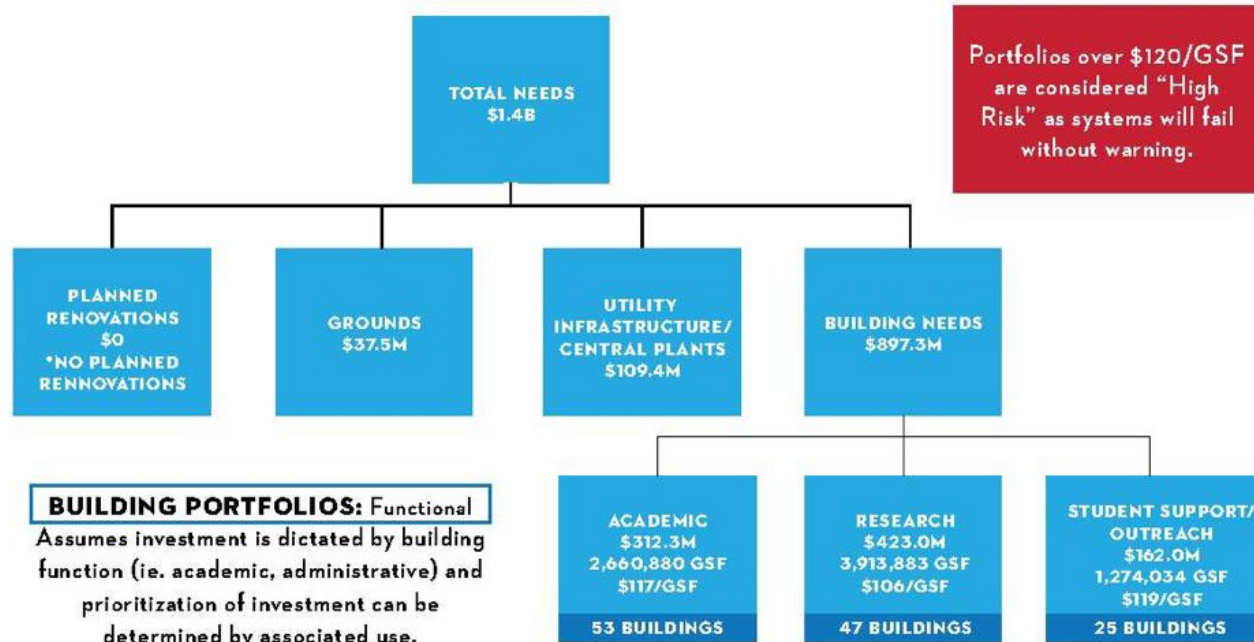 TOTAL NEEDS
$1.4B
Portfolios over $120/GSF
are considered “High
Risk” as systems will fail
without warning.
PLANNED
RENOVATIONS
$0
*NO PLANNED
RENNOVATIONS
GROUNDS
$37.5M
UTILITY
INFRASTRUCTURE/
CENTRAL PLANTS
$109.4M
BUILDING NEEDS
$897.3M
BUILDING PORTFOLIOS: Functional
Assumes investment is dictated by building
function (ie. academic, administrative) and
prioritization of investment can be
determined by associated use.
ACADEMIC
$312.3M
2,660,880 GSF
$117/GSF
53 BUILDINGS
RESEARCH
$423.0M
3,913,883 GSF
$106/GSF
47 BUILDINGS
STUDENT SUPPORT/
OUTREACH
$162.0M
1,274,034 GSF
$119/GSF
25 BUILDINGS